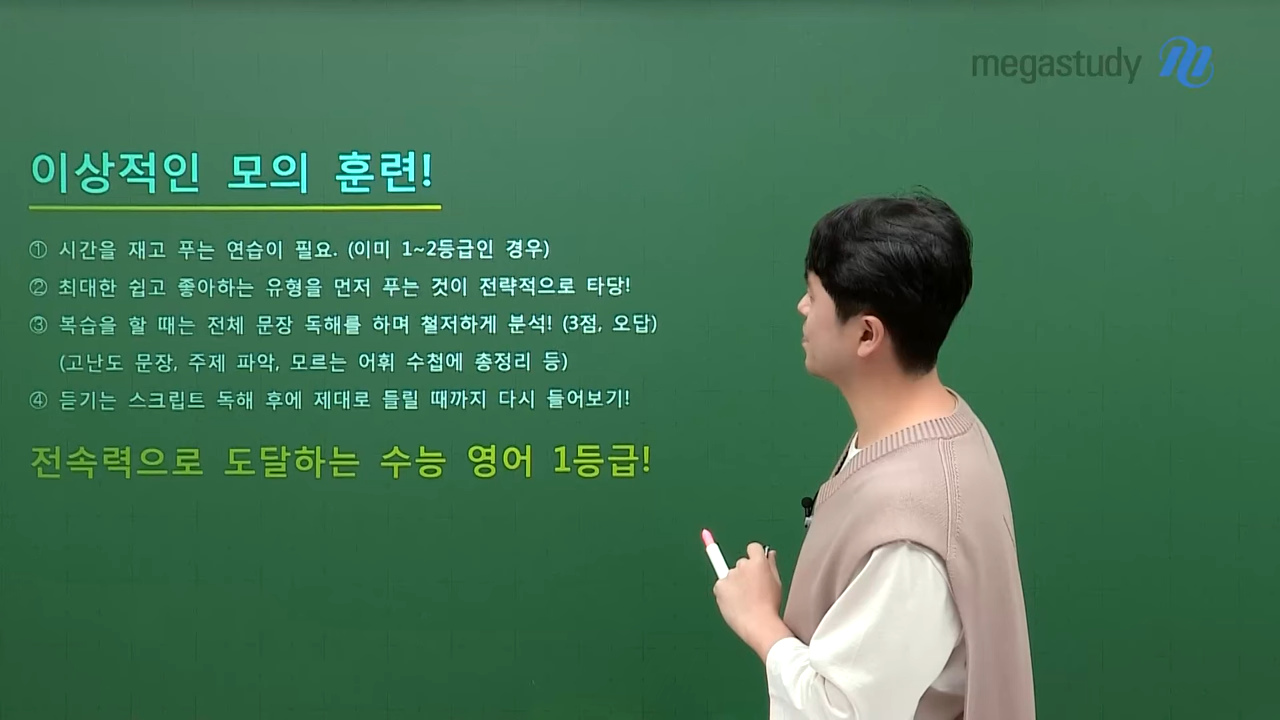 megastudy
이상적인 모의 훈련!
① 시간을 재고 푸는 연습이 필요. (이미 1~2등급인 경우)
② 최대한 쉽고 좋아하는 유형을 먼저 푸는 것이 전략적으로 타당!
③ 복습을 할 때는 전체 문장 독해를 하며 철저하게 분석! (3점, 오답)
(고난도 문장, 주제 파악, 모르는 어휘 수첩에 총정리 등)
④ 듣기는 스크립트 독해 후에 제대로 들릴 때까지 다시 들어보기!
전속력으로 도달하는 수능 영어 1등급!